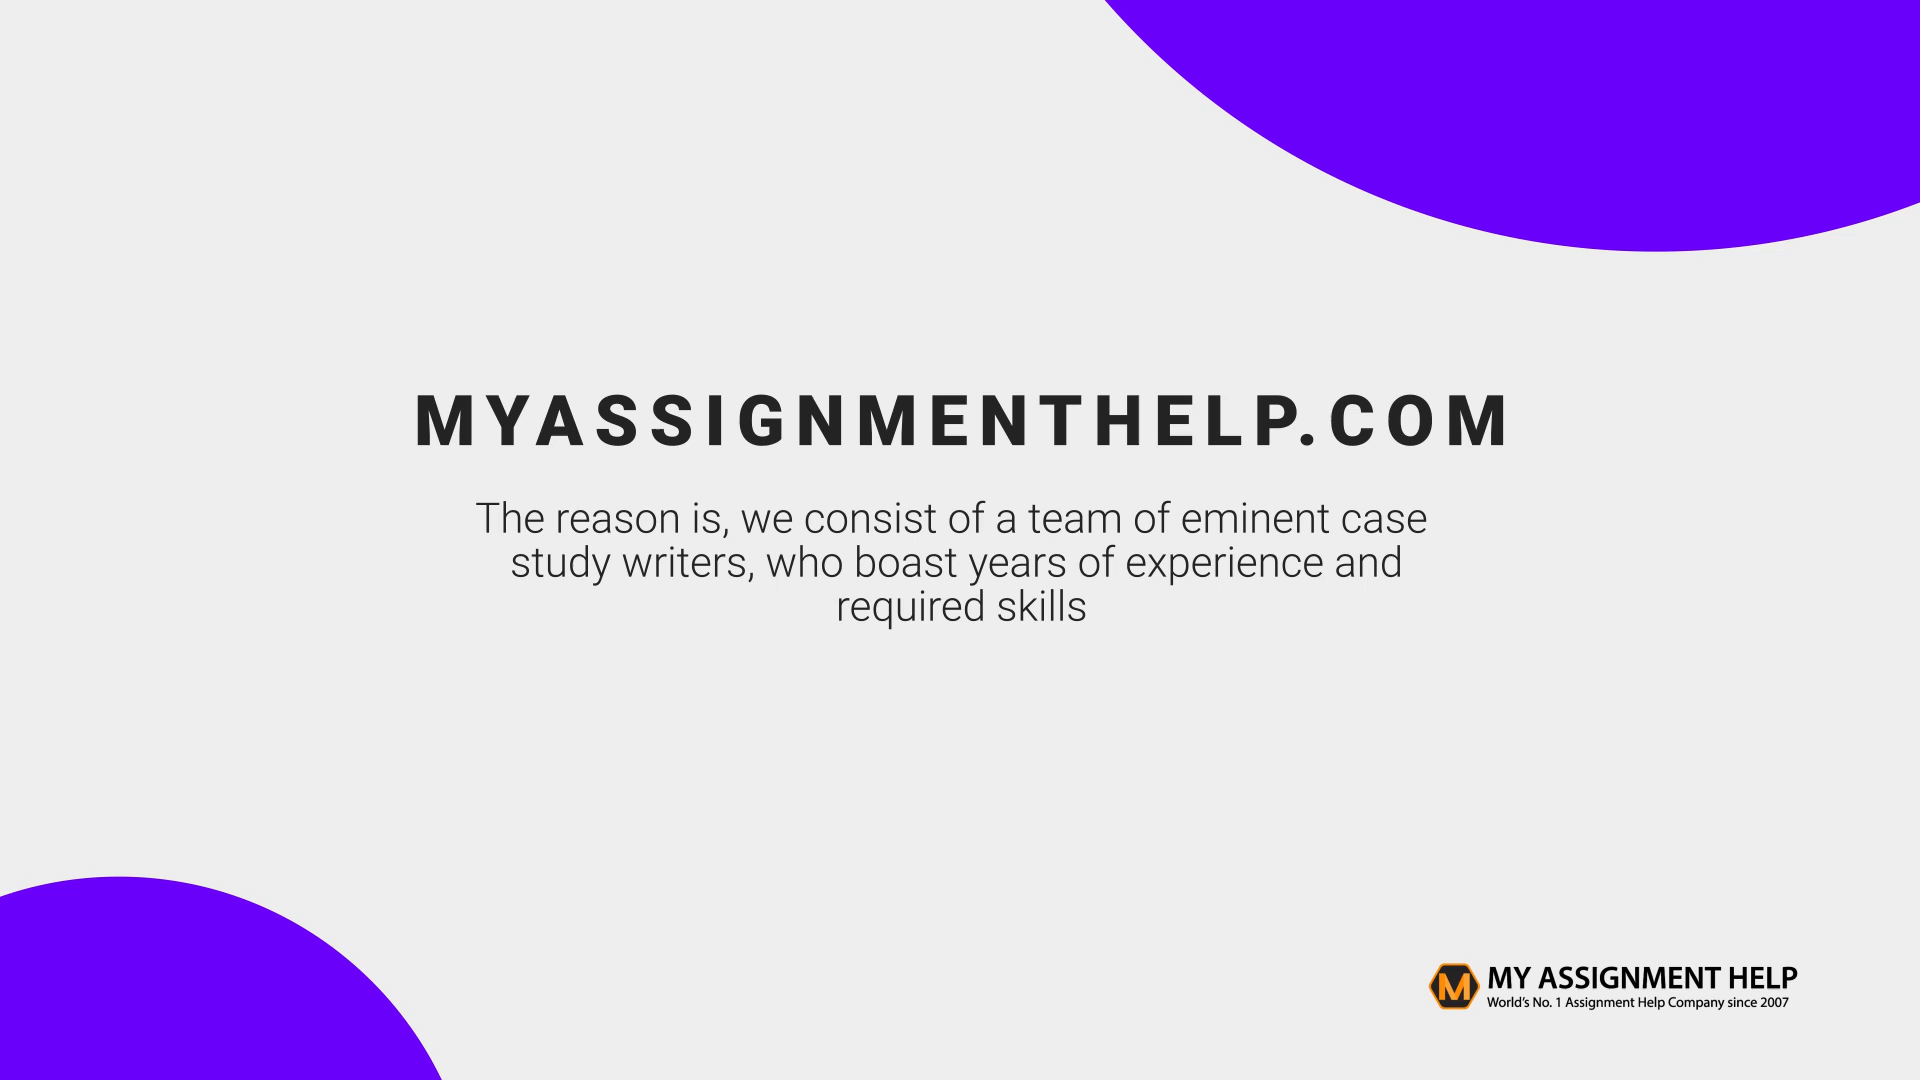 MYASSIGNMENTHELP.COM
The reason is, we consist of a team of eminent case
study writers, who boast years of experience and
required skills
M MY ASSIGNMENT HELP
World's No. 1 Assignment Help Company since 2007